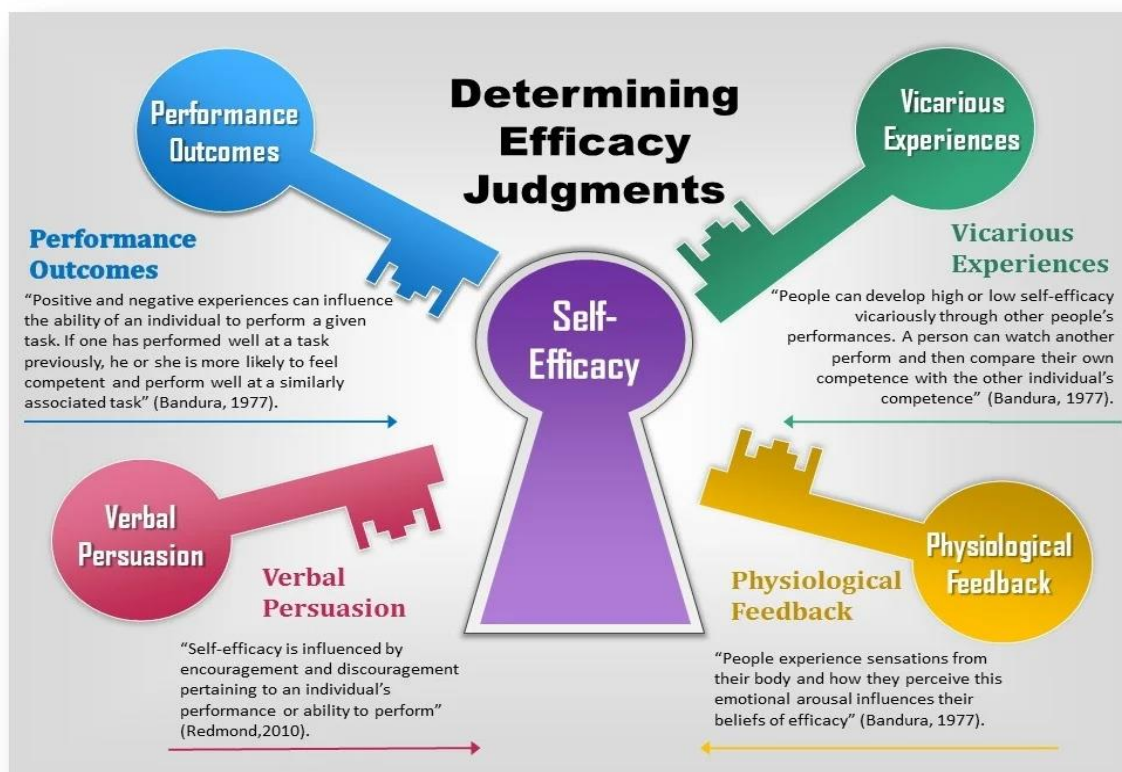 Determining
Efficacy
Judgments
Performance
Outcomes
Performance
Outcomes
“Positive and negative experiences can influence
the ability of an individual to perform a given
task. If one has performed well at a task
previously, he or she is more likely to feel
competent and perform well at a similarly
associated task” (Bandura, 1977).
Vicarious
Experiences
Vicarious
Experiences
“People can develop high or low self-efficacy
vicariously through other people’s
performances. A person can watch another
perform and then compare their own
competence with the other individual’s
competence” (Bandura, 1977).
Self-
Efficacy
Verbal
Persuasion
Verbal
Persuasion
“Self-efficacy is influenced by
encouragement and discouragement
pertaining to an individual’s
performance or ability to perform”
(Redmond,2010).
Physiological
Feedback
Physiological
Feedback
“People experience sensations from
their body and how they perceive this
emotional arousal influences their
beliefs of efficacy” (Bandura, 1977).